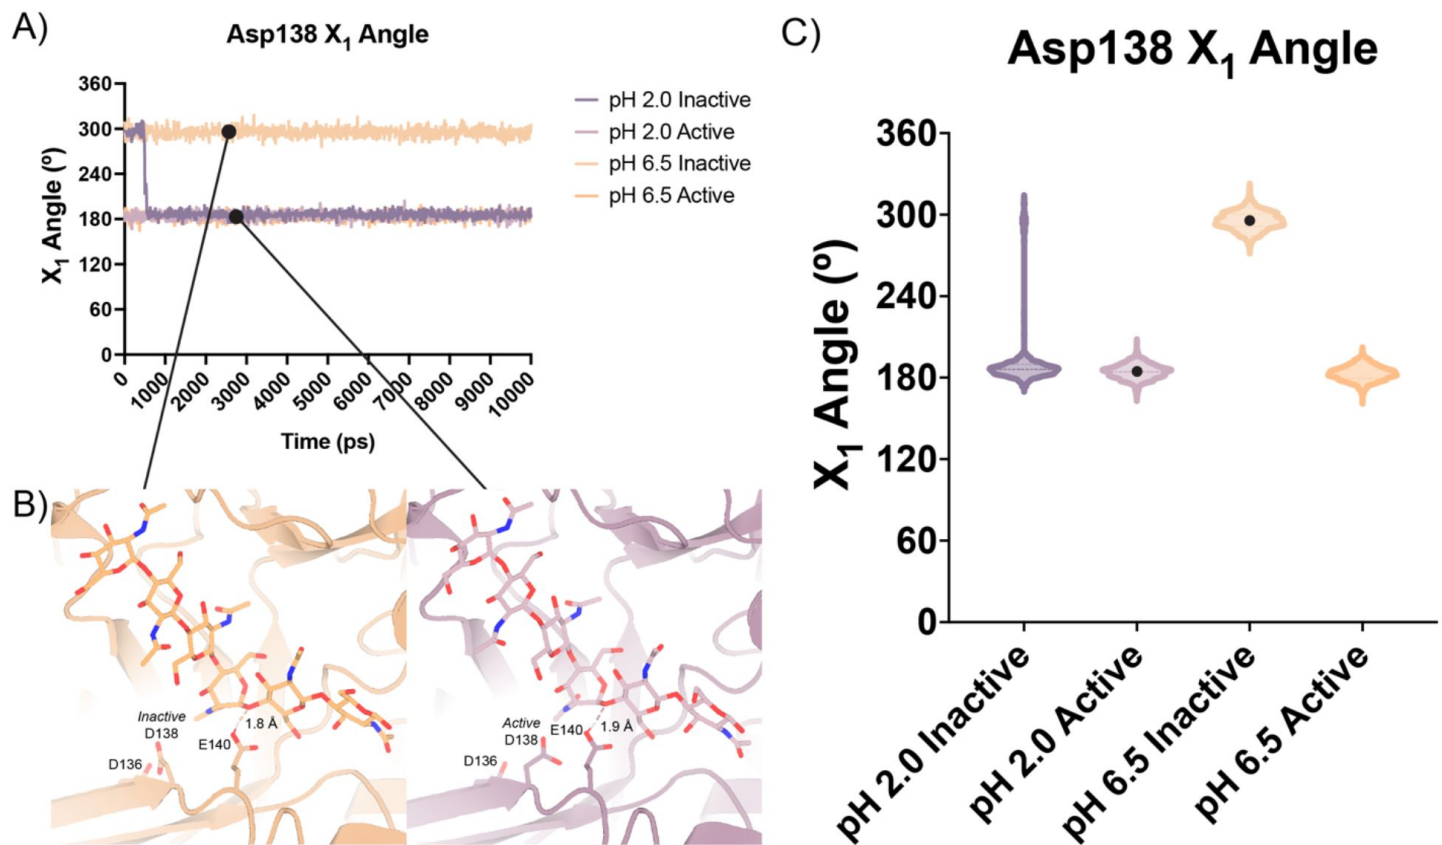 A)
Asp138 X1 Angle
X1 Angle (º)
360
300
240
180
120
60
0
0
1000
2000
3000
4000
5000
6000
7000
8000
9000
10000
Time (ps)
pH 2.0 Inactive
pH 2.0 Active
pH 6.5 Inactive
pH 6.5 Active
B)
Inactive
D138
D136
E140
1.8 Å
Active
D138
D136
E140
1.9 Å
C)
Asp138 X1 Angle
X1 Angle (º)
360
300
240
180
120
60
0
pH 2.0 Inactive
pH 2.0 Active
pH 6.5 Inactive
pH 6.5 Active